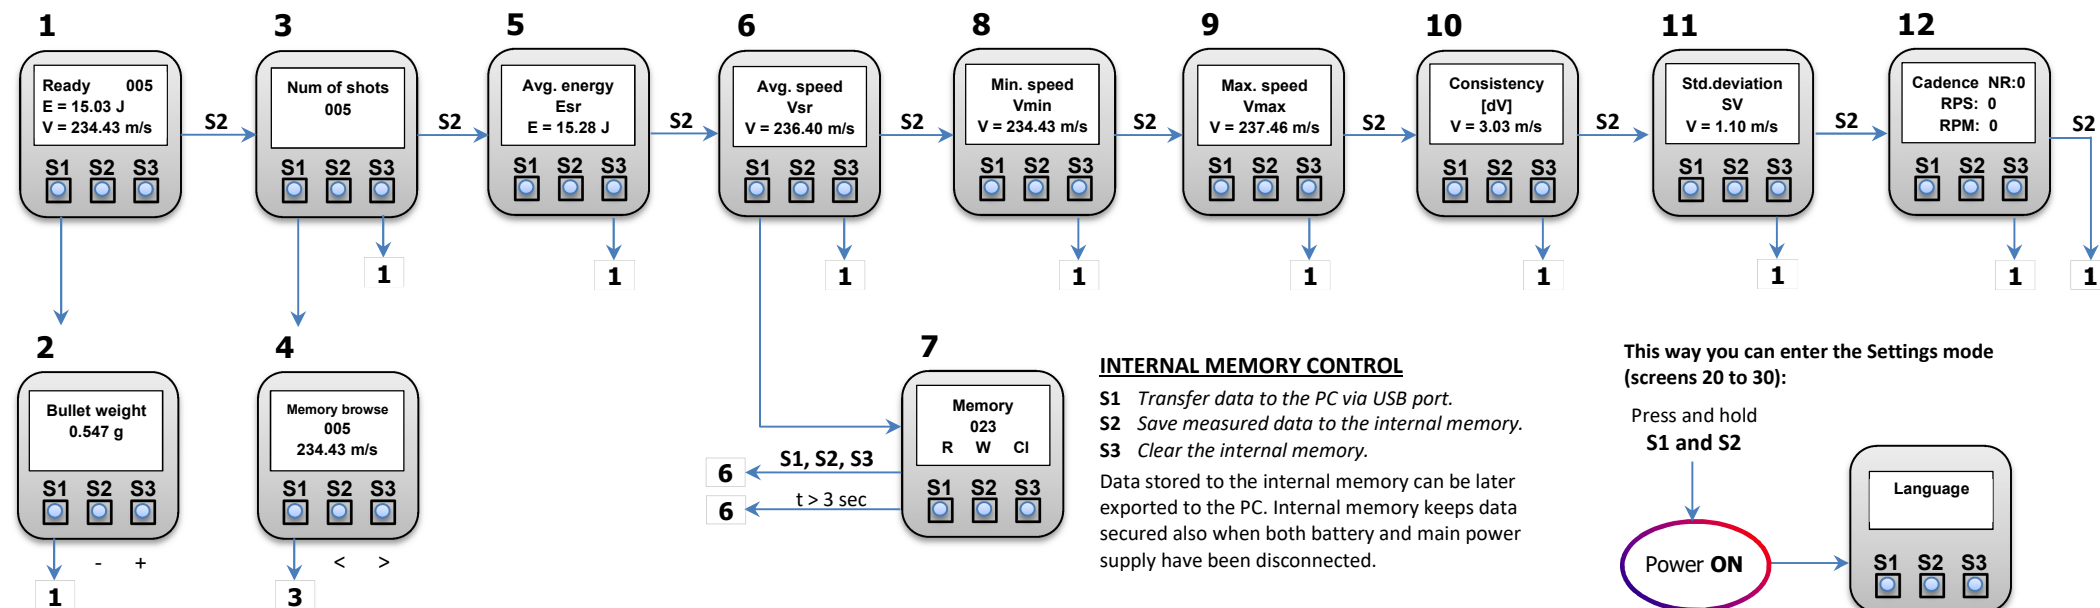 1
Ready 005
E = 15.03 J
V = 234.43 m/s
S1 S2 S3
S2
3
Num of shots
005
S1 S2 S3
1
S2
5
Avg. energy
Esr
E = 15.28 J
S1 S2 S3
1
S2
6
Avg. speed
Vsr
V = 236.40 m/s
S1 S2 S3
1
S2
8
Min. speed
Vmin
V = 234.43 m/s
S1 S2 S3
1
S2
9
Max. speed
Vmax
V = 237.46 m/s
S1 S2 S3
1
S2
10
Consistency
[dV]
V = 3.03 m/s
S1 S2 S3
1
S2
11
Std.deviation
SV
V = 1.10 m/s
S1 S2 S3
1
S2
12
Cadence NR:0
RPS: 0
RPM: 0
S1 S2 S3
1
S2
1
2
Bullet weight
0.547 g
S1 S2 S3
- +
1
4
Memory browse
005
234.43 m/s
S1 S2 S3
< >
3
7
Memory
023
R W Cl
S1 S2 S3
S1, S2, S3
6
t > 3 sec
6
INTERNAL MEMORY CONTROL
S1 Transfer data to the PC via USB port.
S2 Save measured data to the internal memory.
S3 Clear the internal memory.
Data stored to the internal memory can be later
exported to the PC. Internal memory keeps data
secured also when both battery and main power
supply have been disconnected.
This way you can enter the Settings mode
(screens 20 to 30):
Press and hold
S1 and S2
Power ON
Language
S1 S2 S3